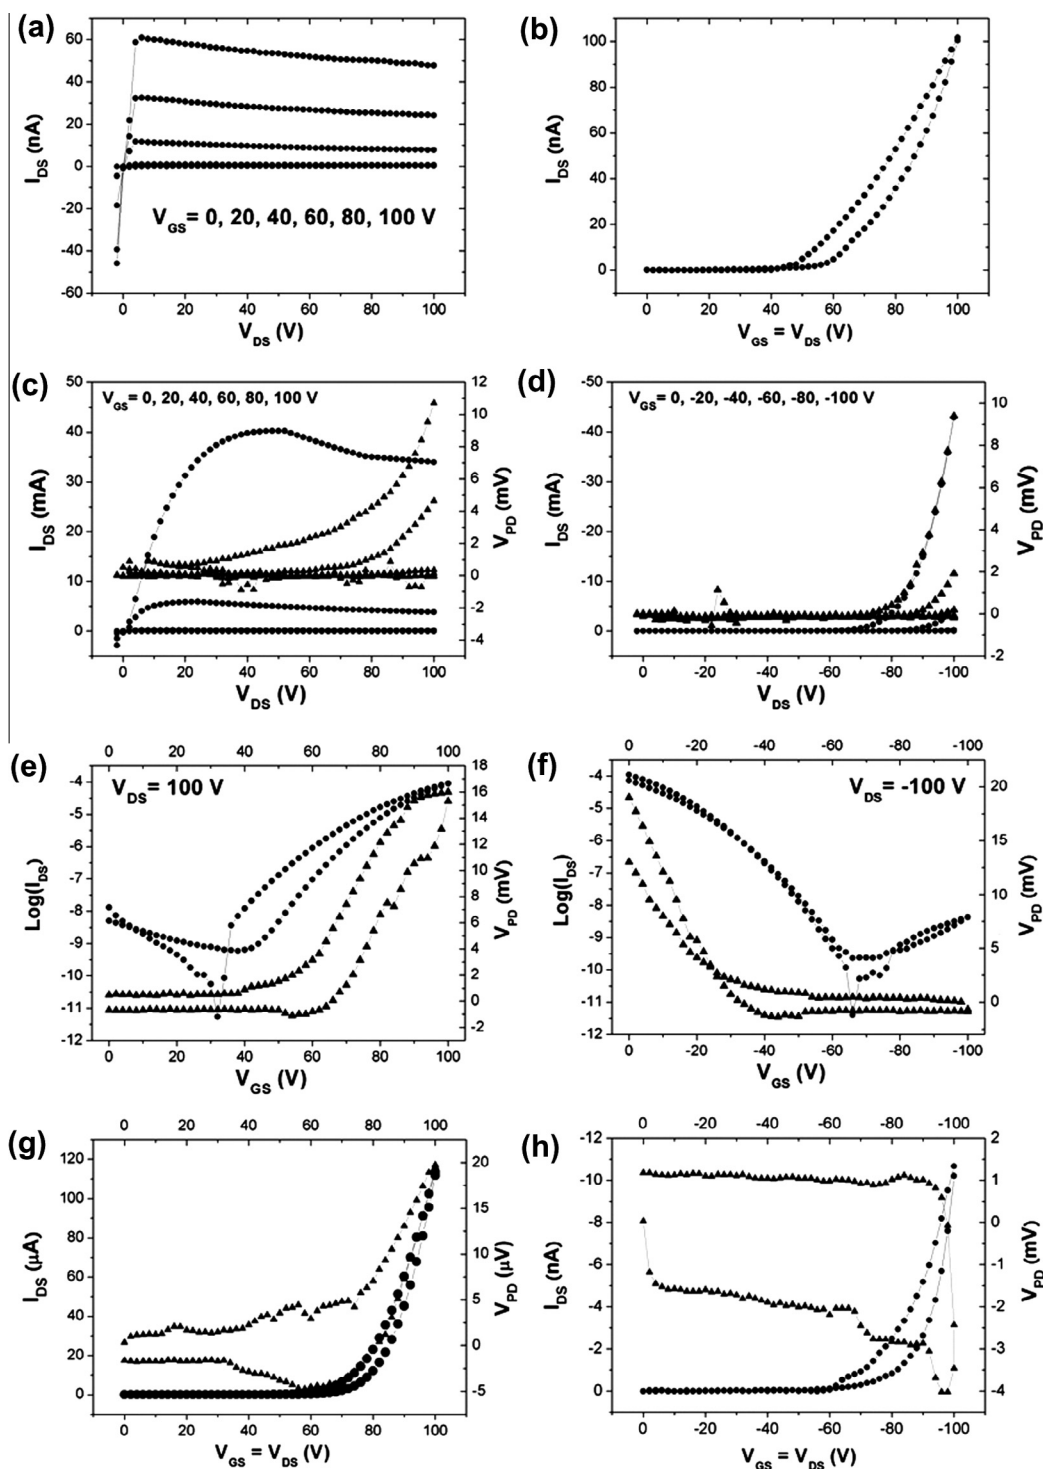 (a)
60
40
20
0
-20
-40
-60
I_DS (nA)
V_GS= 0, 20, 40, 60, 80, 100 V
0 20 40 60 80 100
V_DS (V)
(b)
100
80
60
40
20
0
I_DS (nA)
0 20 40 60 80 100
V_GS = V_DS (V)
(c)
50
40
30
20
10
0
I_DS (mA)
V_GS= 0, 20, 40, 60, 80, 100 V
12
10
8
6
4
2
0
-2
-4
V_PD (mV)
0 20 40 60 80 100
V_DS (V)
(d)
-50
-40
-30
-20
-10
0
I_DS (mA)
V_GS= 0, -20, -40, -60, -80, -100 V
10
8
6
4
2
0
-2
V_PD (mV)
0 -20 -40 -60 -80 -100
V_DS (V)
(e)
0 20 40 60 80 100
-4
-5
-6
-7
-8
-9
-10
-11
-12
Log(I_DS)
V_DS= 100 V
18
16
14
12
10
8
6
4
2
0
-2
V_PD (mV)
0 20 40 60 80 100
V_GS (V)
(f)
0 -20 -40 -60 -80 -100
-4
-5
-6
-7
-8
-9
-10
-11
-12
Log(I_DS)
V_DS= -100 V
20
15
10
5
0
V_PD (mV)
0 -20 -40 -60 -80 -100
V_GS (V)
(g)
0 20 40 60 80 100
120
100
80
60
40
20
0
I_DS (μA)
20
15
10
5
0
-5
V_PD (μV)
0 20 40 60 80 100
V_GS = V_DS (V)
(h)
0 -20 -40 -60 -80 -100
-12
-10
-8
-6
-4
-2
0
I_DS (nA)
2
1
0
-1
-2
-3
-4
V_PD (mV)
0 -20 -40 -60 -80 -100
V_GS = V_DS (V)